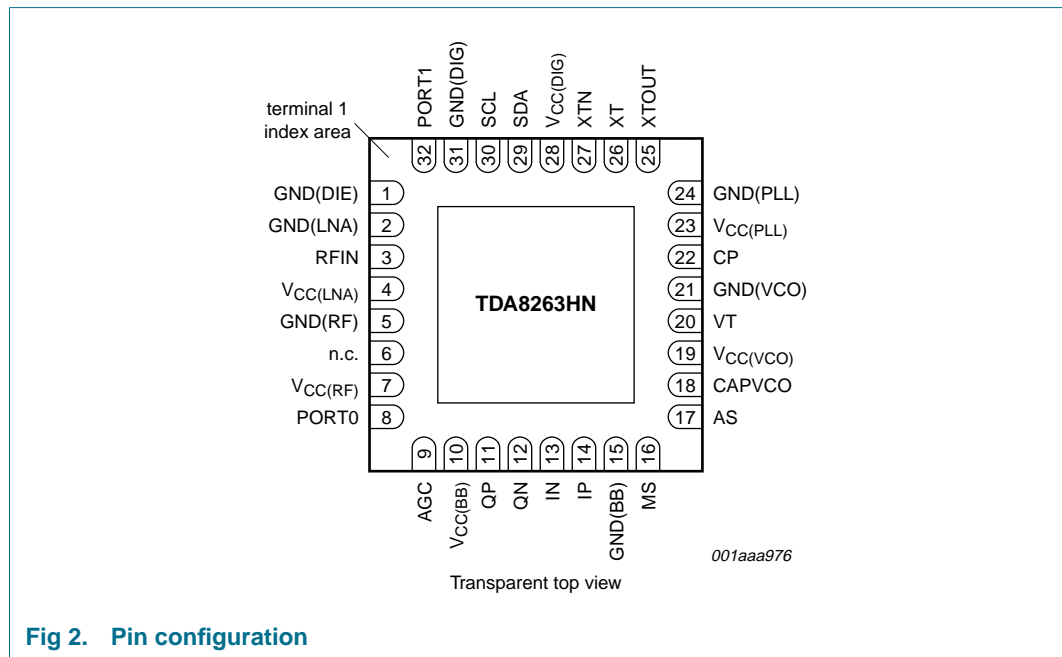 PORT1
GND(DIG)
SCL
SDA
VCC(DIG)
XTN
XT
XTOUT
terminal 1
index area
32 31 30 29 28 27 26 25
GND(DIE) 1
GND(LNA) 2
RFIN 3
VCC(LNA) 4
GND(RF) 5
n.c. 6
VCC(RF) 7
PORT0 8
TDA8263HN
24 GND(PLL)
23 VCC(PLL)
22 CP
21 GND(VCO)
20 VT
19 VCC(VCO)
18 CAPVCO
17 AS
9 10 11 12 13 14 15 16
AGC
VCC(BB)
QP
QN
IN
IP
GND(BB)
MS
001aaa976
Transparent top view
Fig 2. Pin configuration